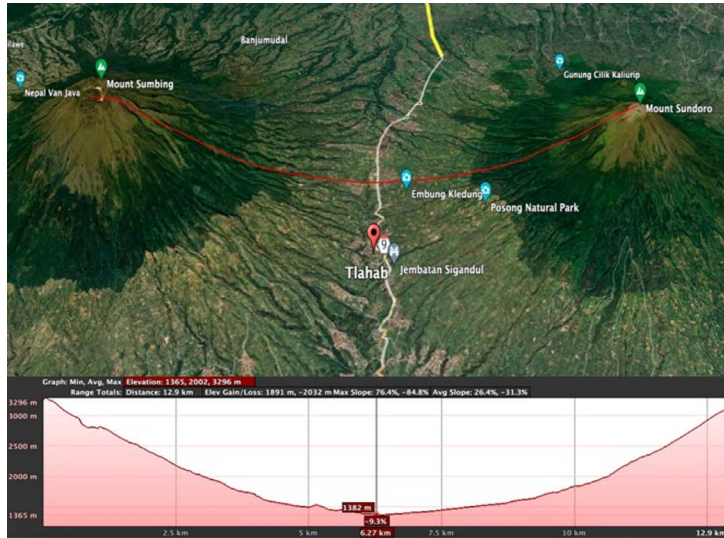 Banjumudal
Gunung Cilik Kaliurip
Nepal Van Java
Mount Sumbing
Mount Sundoro
Embung Kledung
Posong Natural Park
9
Tlahab
Jembatan Sigandul
Graph: Min, Avg, Max Elevation: 1365, 2002, 3296 m
Range Totals: Distance: 12.9 km Elev Gain/Loss: 1891 m, -2032 m Max Slope: 76.4%, -84.8% Avg Slope: 26.4%, -31.3%
3296 m
3000 m
2500 m
2000 m
1382 m
1365 m
-9.3%
2.5 km 5 km 6.27 km 7.5 km 10 km 12.9 km